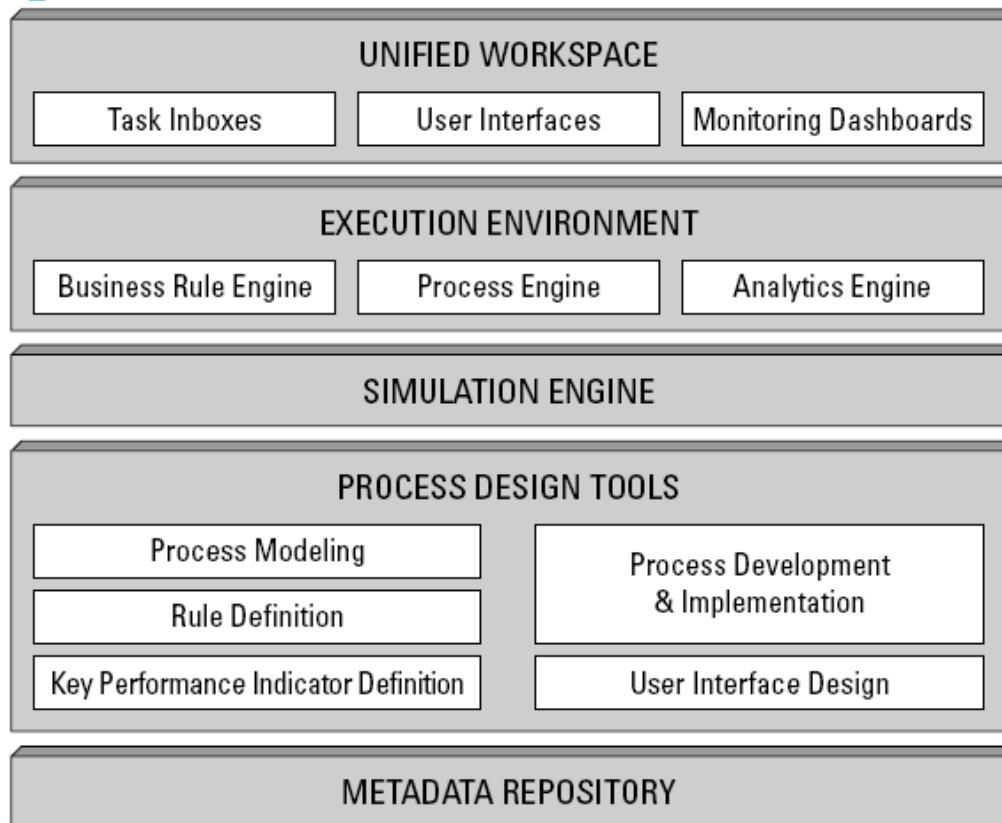 UNIFIED WORKSPACE
Task Inboxes
User Interfaces
Monitoring Dashboards
EXECUTION ENVIRONMENT
Business Rule Engine
Process Engine
Analytics Engine
SIMULATION ENGINE
PROCESS DESIGN TOOLS
Process Modeling
Rule Definition
Key Performance Indicator Definition
Process Development
& Implementation
User Interface Design
METADATA REPOSITORY